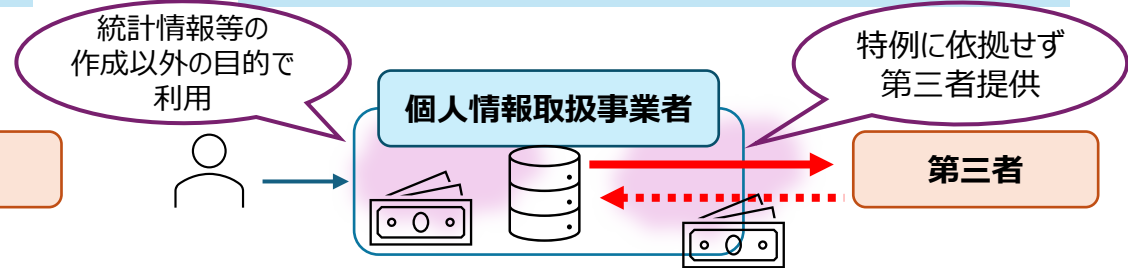 統計情報等の
作成以外の目的で
利用
特例に依拠せず
第三者提供
個人情報取扱事業者
第三者